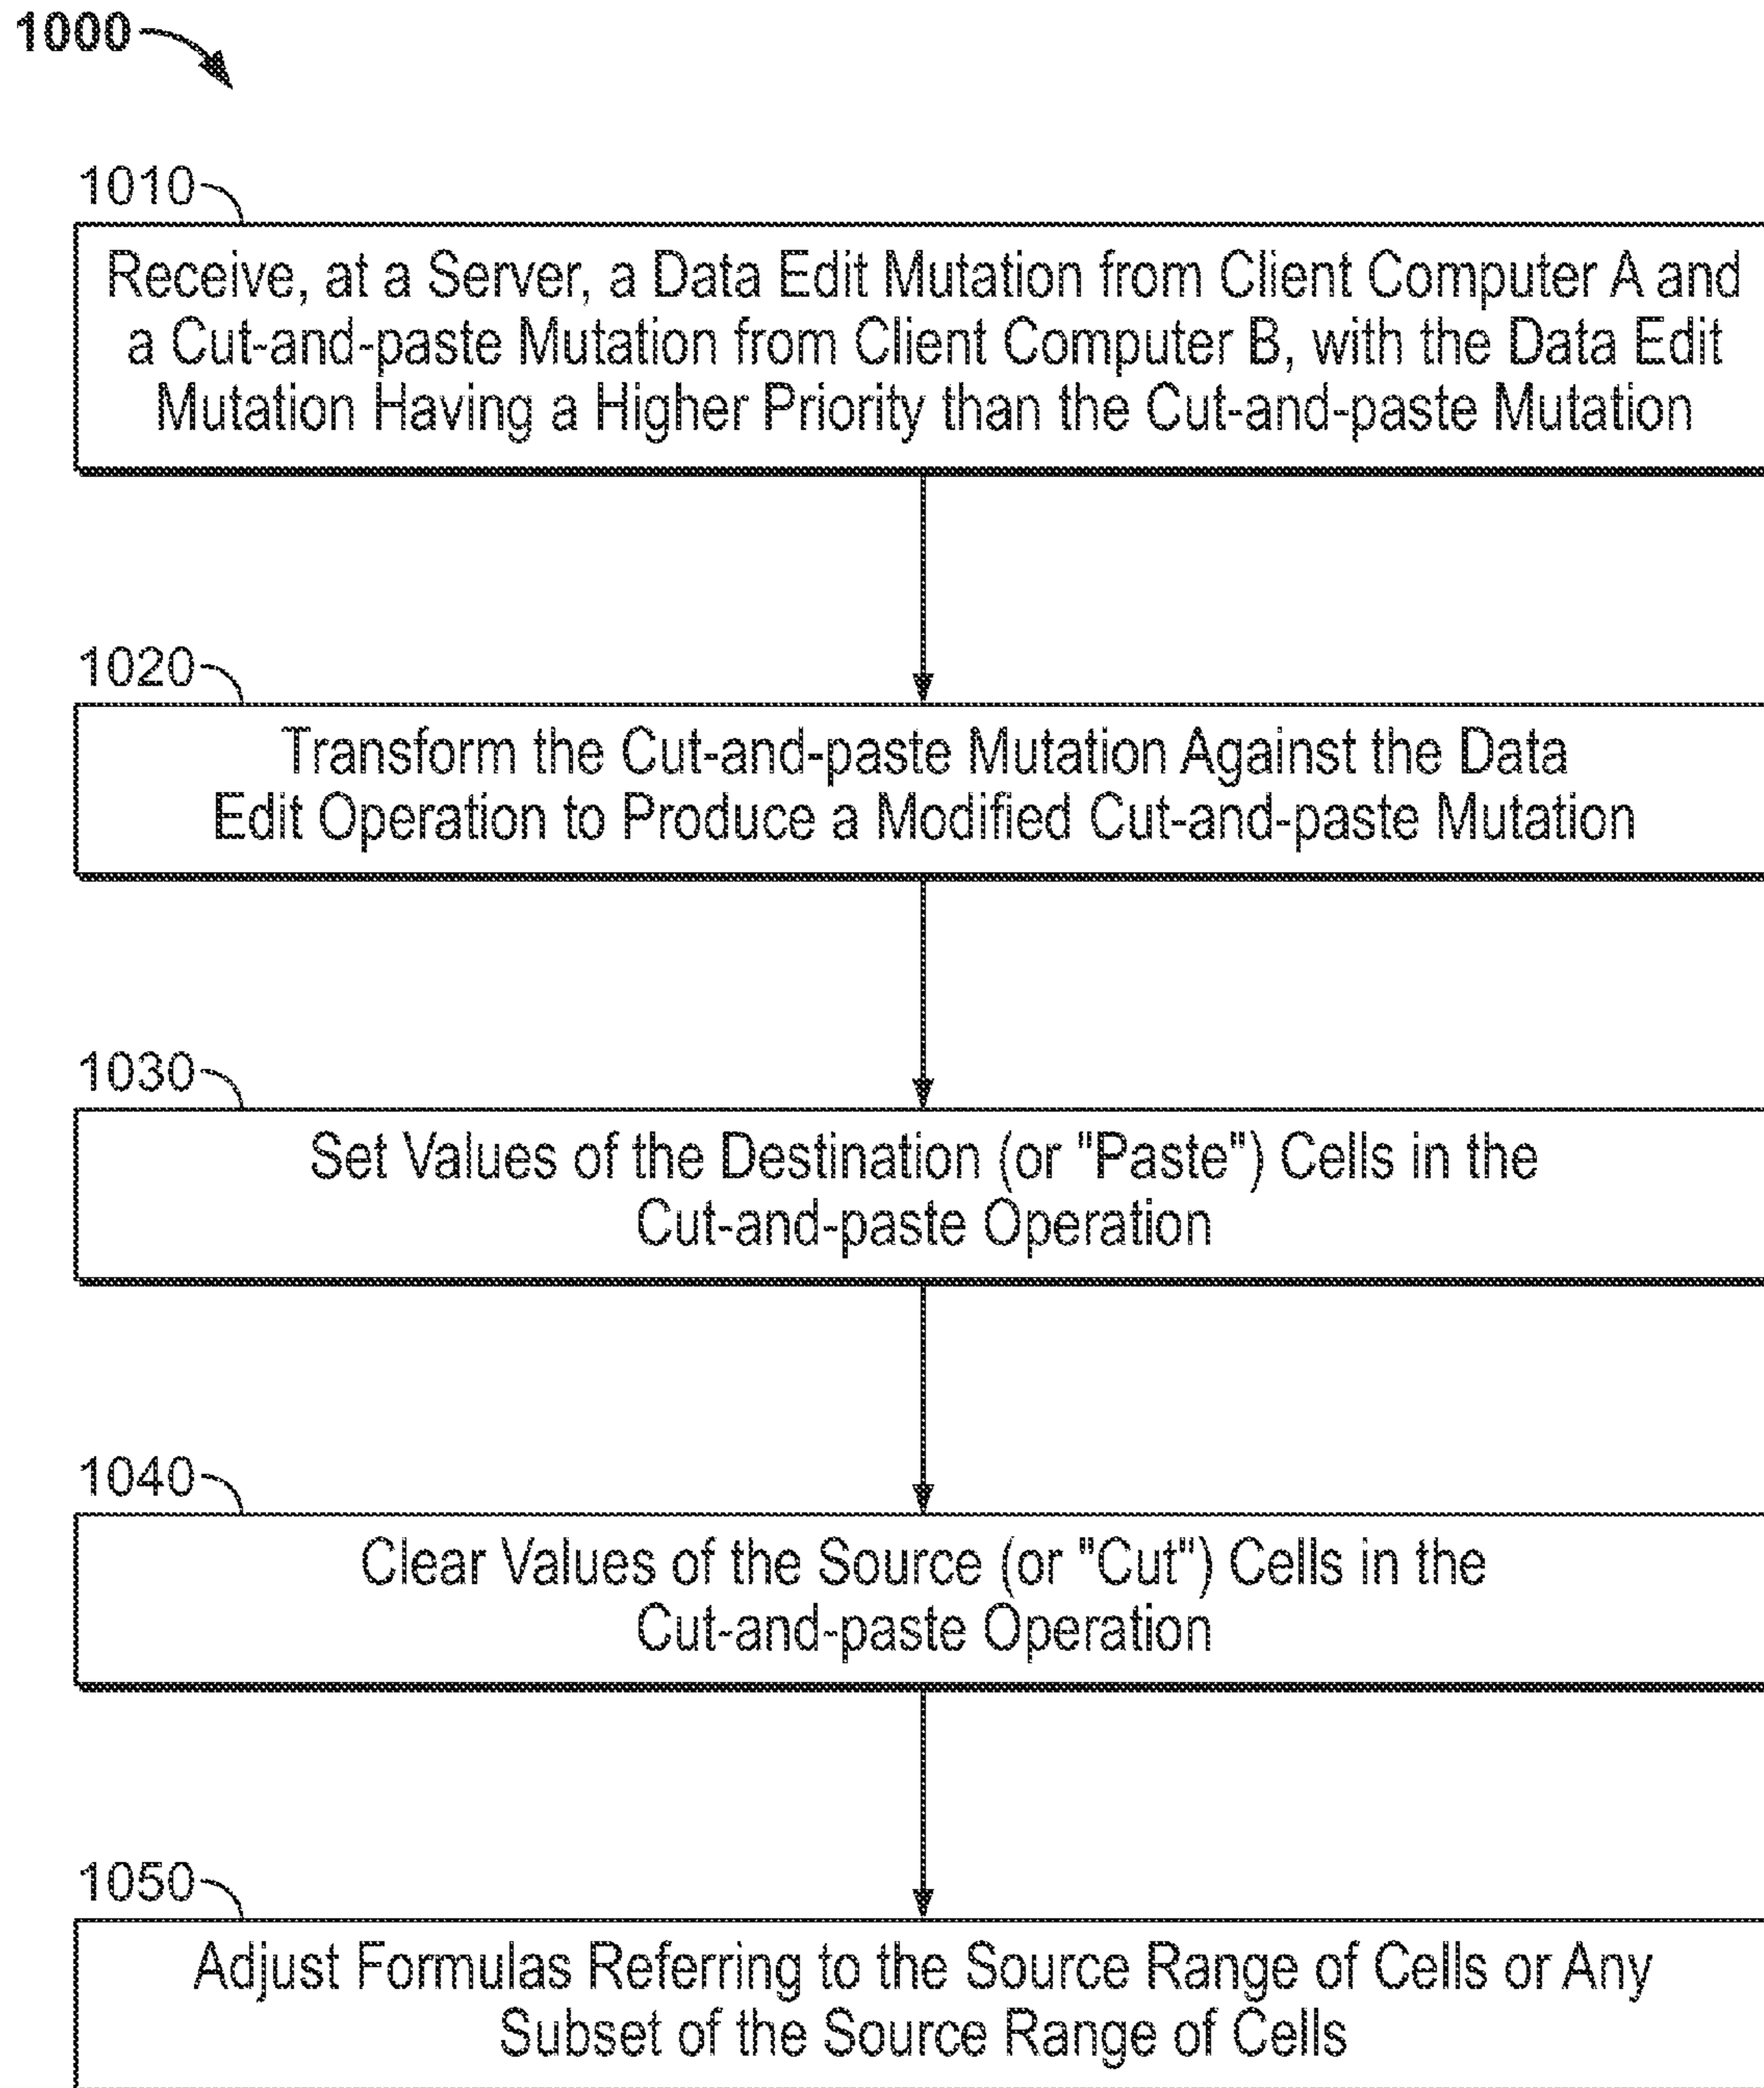 1000
1010
Receive, at a Server, a Data Edit Mutation from Client Computer A and
a Cut-and-paste Mutation from Client Computer B, with the Data Edit
Mutation Having a Higher Priority than the Cut-and-paste Mutation
1020
Transform the Cut-and-paste Mutation Against the Data
Edit Operation to Produce a Modified Cut-and-paste Mutation
1030
Set Values of the Destination (or "Paste") Cells in the
Cut-and-paste Operation
1040
Clear Values of the Source (or "Cut") Cells in the
Cut-and-paste Operation
1050
Adjust Formulas Referring to the Source Range of Cells or Any
Subset of the Source Range of Cells